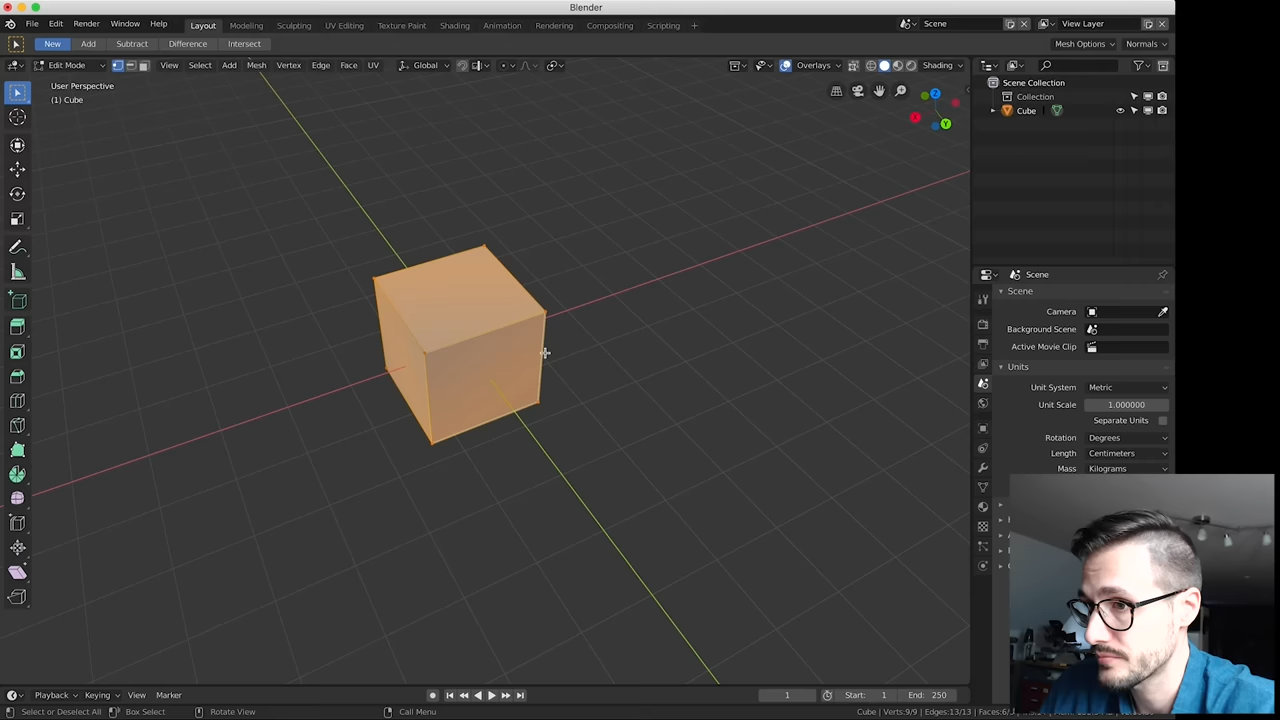 Blender
File Edit Render Window Help Layout Modeling Sculpting UV Editing Texture Paint Shading Animation Rendering Compositing Scripting + Scene View Layer
New Add Subtract Difference Intersect Mesh Options Normals
Edit Mode View Select Add Mesh Vertex Edge Face UV Global Overlays Shading
User Perspective
(1) Cube
Z
X
Y
Scene Collection
Collection
Cube
Scene
Scene
Camera
Background Scene
Active Movie Clip
Units
Unit System Metric
Unit Scale 1.000000
Separate Units
Rotation Degrees
Length Centimeters
Mass Kilograms
Playback Keying View Marker 1 Start: 1 End: 250
Select or Deselect All Box Select Rotate View Call Menu Cube | Verts:9/9 | Edges:13/13 |